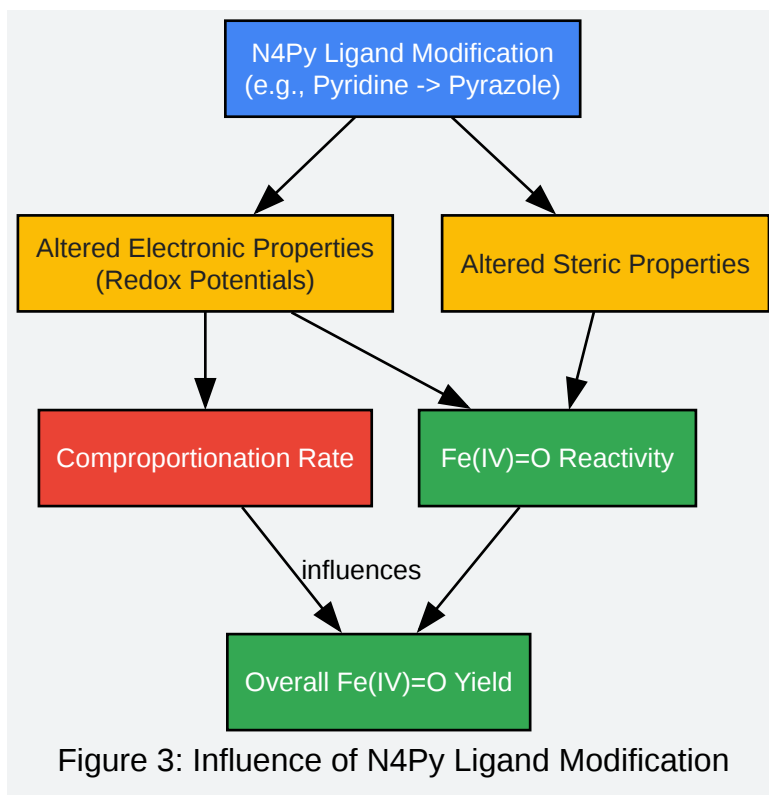 N4Py Ligand Modification
(e.g., Pyridine -> Pyrazole)
Altered Electronic Properties
(Redox Potentials)
Altered Steric Properties
Comproportionation Rate
Fe(IV)=O Reactivity
influences
Overall Fe(IV)=O Yield
Figure 3: Influence of N4Py Ligand Modification